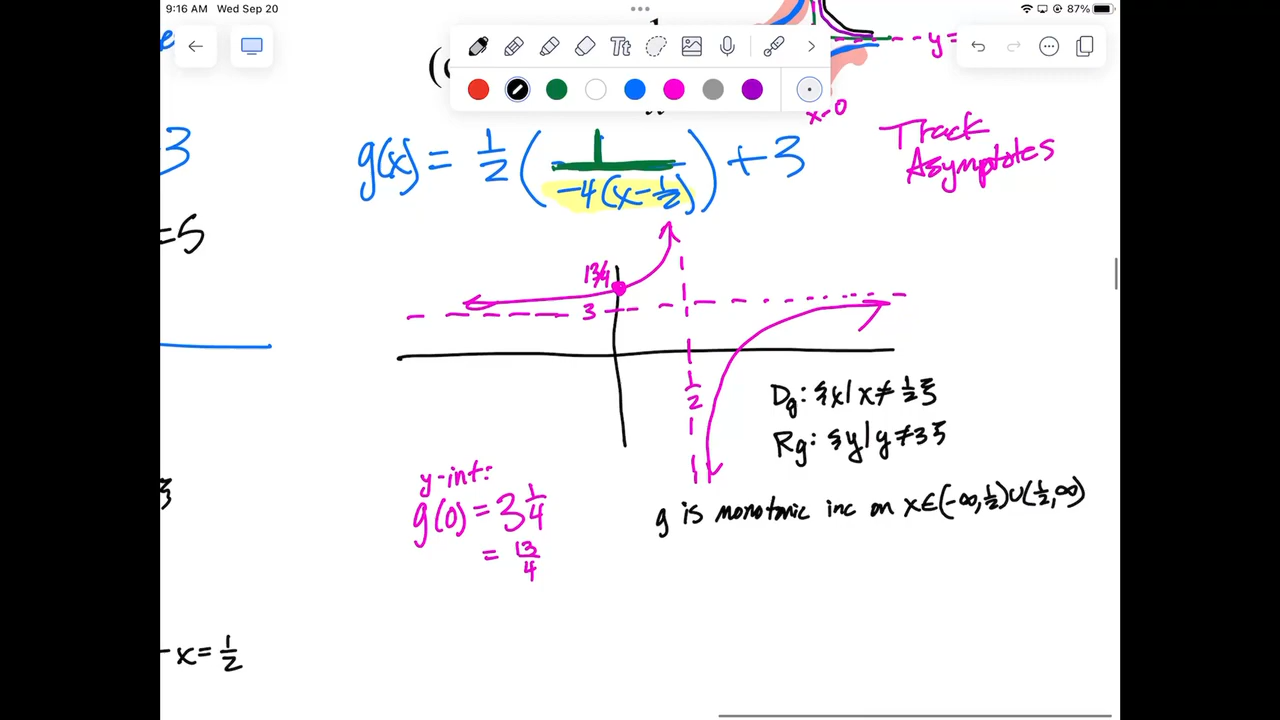 9:16 AM Wed Sep 20
87%
Tt
y=
x=0
Track
Asymptotes
3
g(x) = 1/2 ( 1 / -4(x - 1/2) ) + 3
=5
13/4
3
1/2
Dg: {x | x ≠ 1/2}
Rg: {y | y ≠ 3}
y-int:
g(0) = 3 1/4
= 13/4
g is monotonic inc on x ∈ (-∞, 1/2) ∪ (1/2, ∞)
x = 1/2